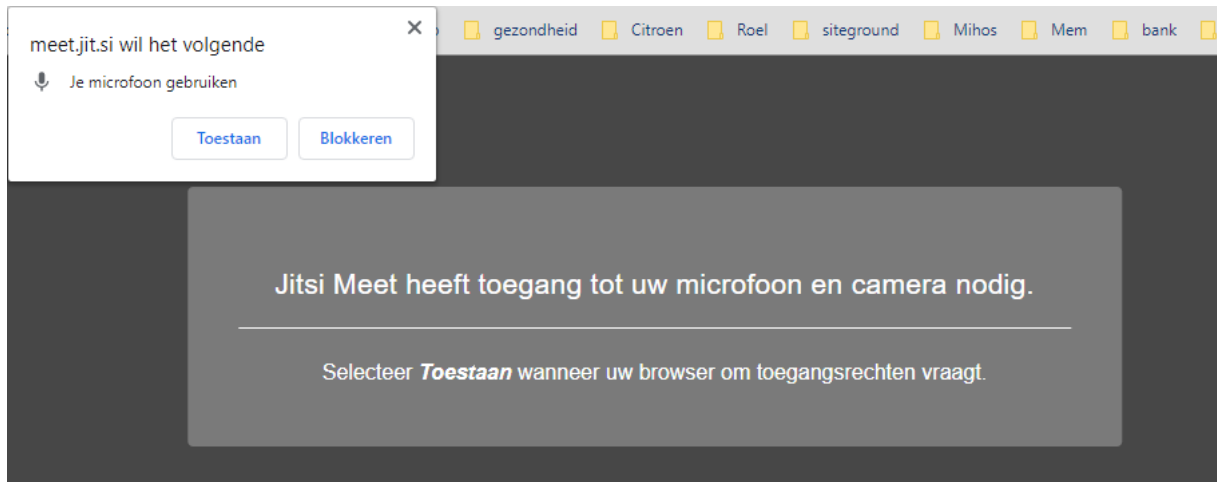 gezondheid Citroen Roel siteground Mihos Mem bank
meet.jit.si wil het volgende
Je microfoon gebruiken
Toestaan Blokkeren
Jitsi Meet heeft toegang tot uw microfoon en camera nodig.
Selecteer Toestaan wanneer uw browser om toegangsrechten vraagt.